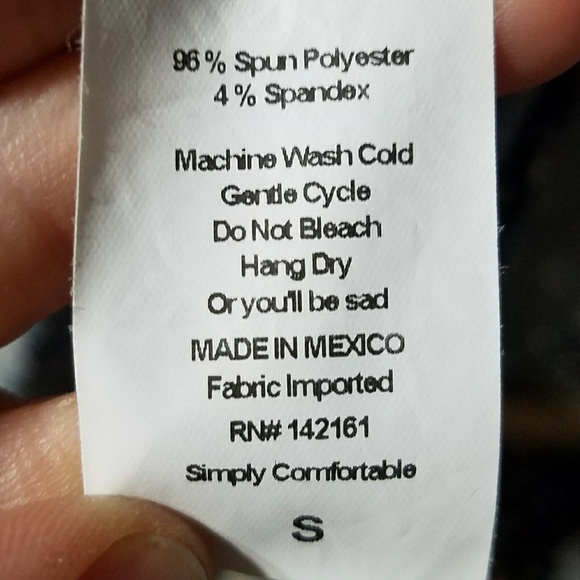 96% Spun Polyester
4% Spandex
Machine Wash Cold
Gentle Cycle
Do Not Bleach
Hang Dry
Or you'll be sad
MADE IN MEXICO
Fabric Imported
RN# 142161
Simply Comfortable
S